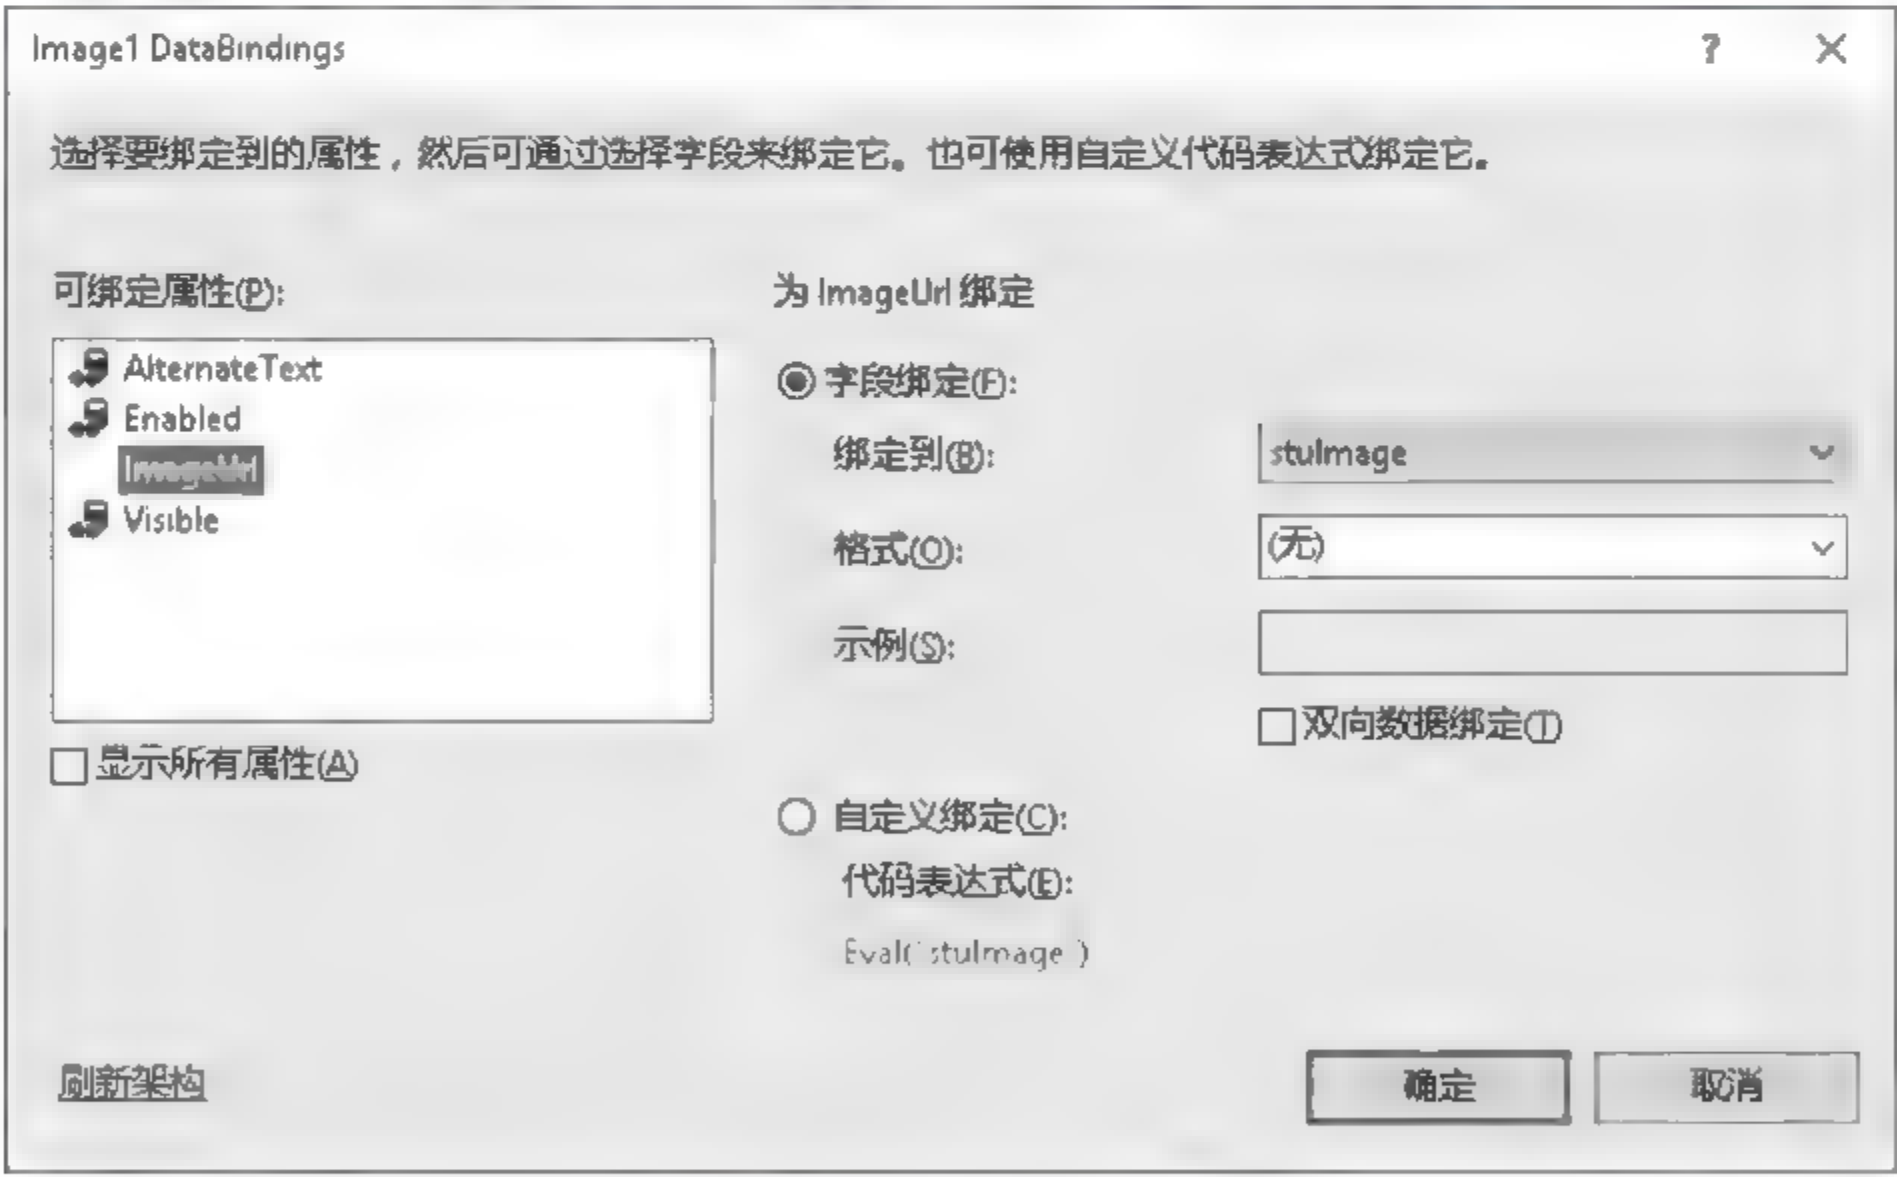 Image1 DataBindings
?
选择要绑定到的属性，然后可通过选择字段来绑定它。也可使用自定义代码表达式绑定它。
可绑定属性(P):
AlternateText
Enabled
ImageUrl
Visible
显示所有属性(A)
为 ImageUrl 绑定
字段绑定(F):
绑定到(B):
stuImage
格式(O):
(无)
示例(S):
双向数据绑定(T)
自定义绑定(C):
代码表达式(E):
Eval("stuImage")
刷新架构
确定
取消